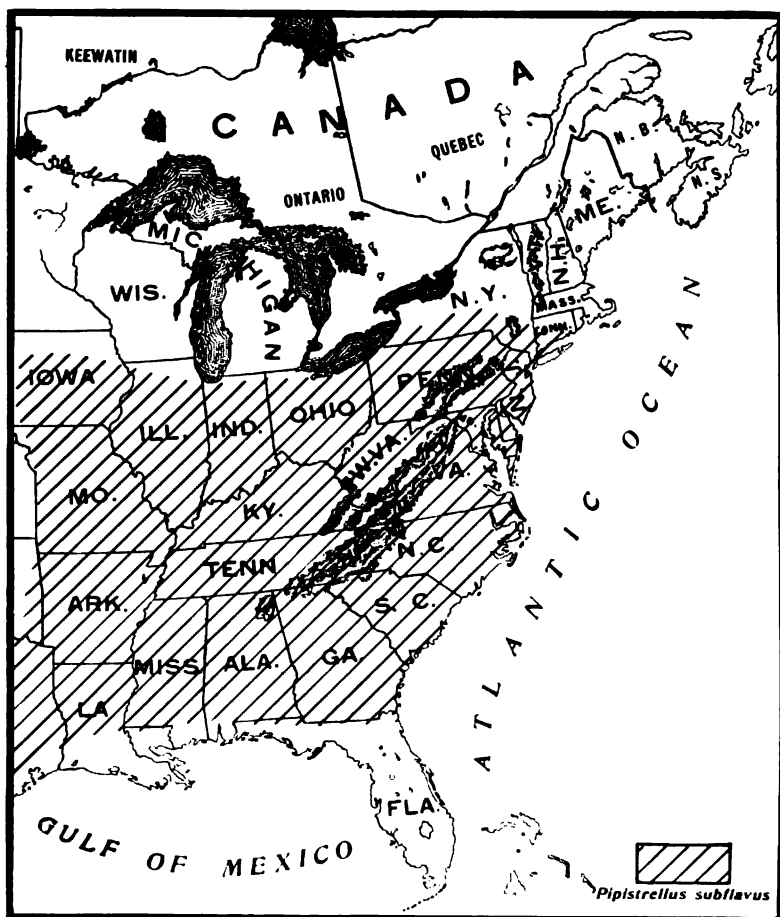 KEEWATIN
CANADA
QUEBEC
N. B.
N. S.
ONTARIO
ME.
MICHIGAN
N.H.
WIS.
N.Y.
MASS.
CONN.
IOWA
PEN
OHIO
ILL.
IND.
W.VA.
VA.
MO.
KY.
N.C.
TENN
ARK.
S. C.
MISS
ALA.
GA.
LA
FLA
ATLANTIC OCEAN
GULF OF MEXICO
Pipistrellus subflavus